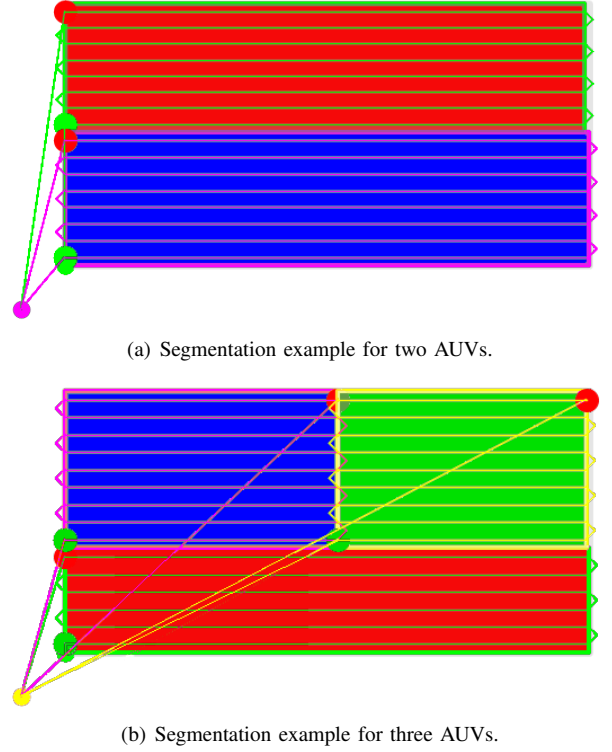 (a) Segmentation example for two AUVs.
(b) Segmentation example for three AUVs.